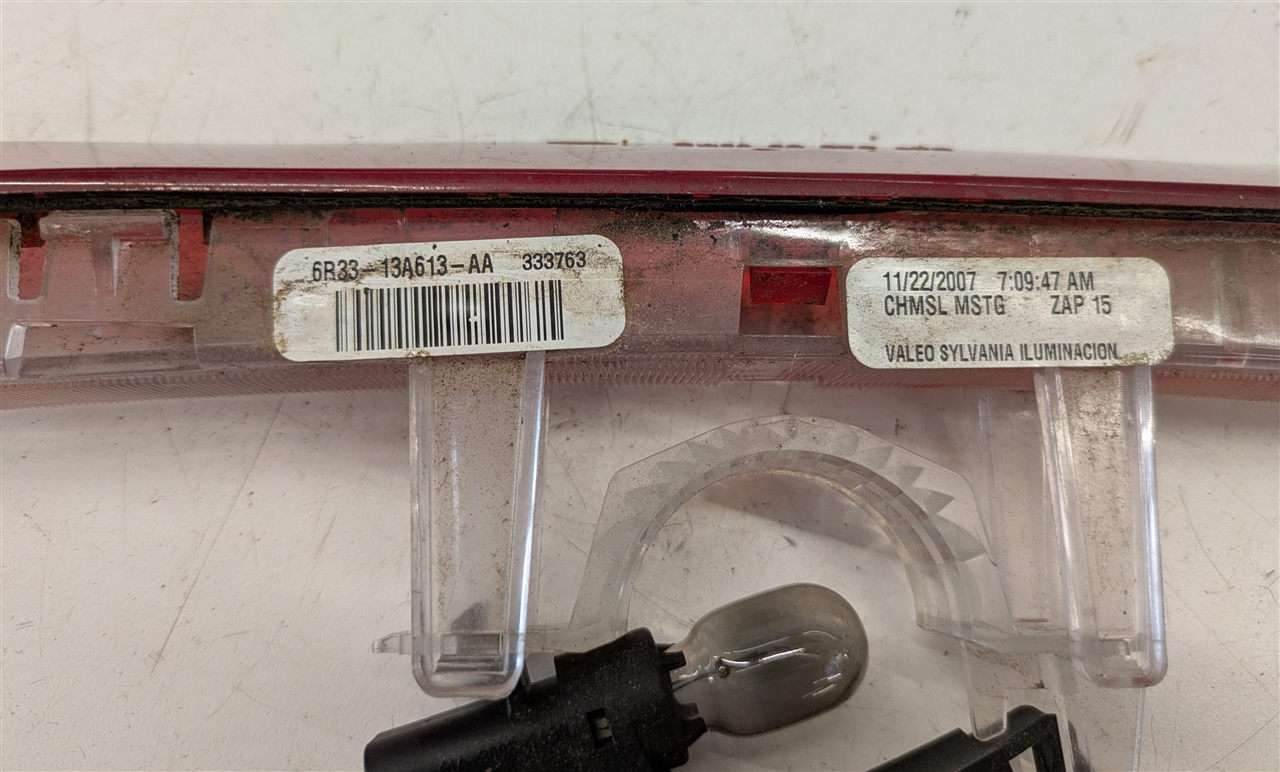 6R33-13A613-AA 333763
11/22/2007 7:09:47 AM
CHMSL MSTG ZAP 15
VALEO SYLVANIA ILUMINACION